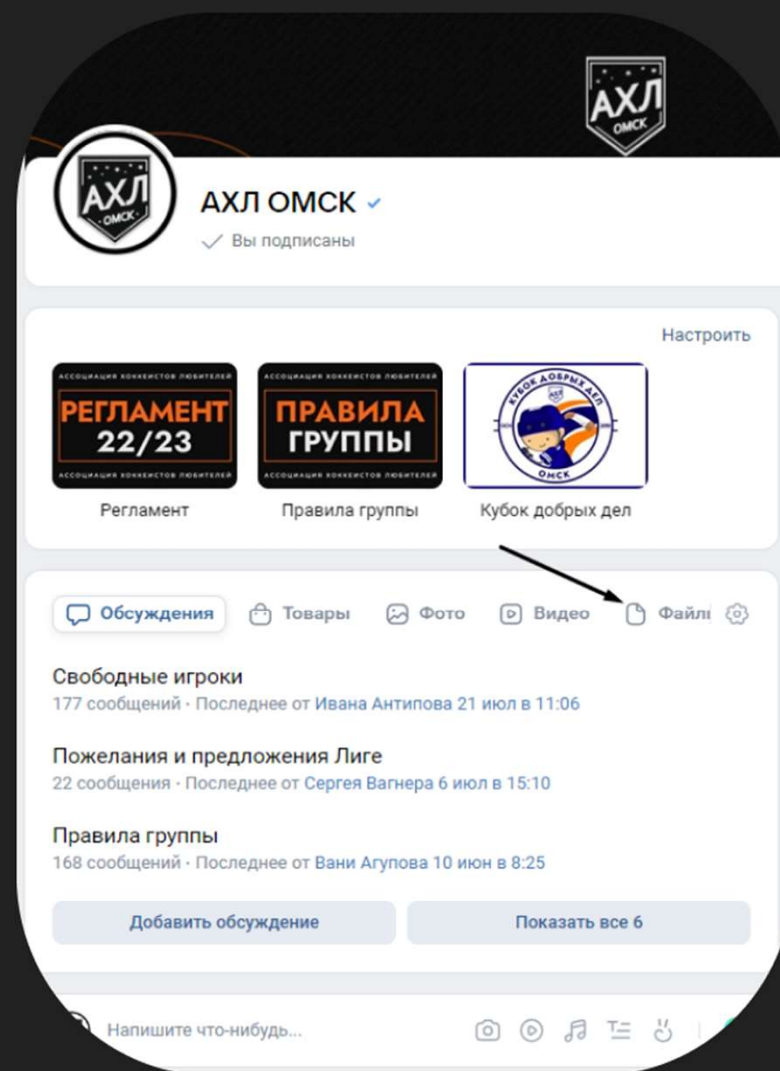 АХЛ
ОМСК
АХЛ
ОМСК
АХЛ ОМСК
Вы подписаны
Настроить
АССОЦИАЦИЯ ХОККЕИСТОВ ЛЮБИТЕЛЕЙ
РЕГЛАМЕНТ
22/23
АССОЦИАЦИЯ ХОККЕИСТОВ ЛЮБИТЕЛЕЙ
Регламент
АССОЦИАЦИЯ ХОККЕИСТОВ ЛЮБИТЕЛЕЙ
ПРАВИЛА
ГРУППЫ
АССОЦИАЦИЯ ХОККЕИСТОВ ЛЮБИТЕЛЕЙ
Правила группы
КУБОК ДОБРЫХ ДЕЛ
АХЛ
ОМСК
Кубок добрых дел
Обсуждения Товары Фото Видео Файл
Свободные игроки
177 сообщений · Последнее от Ивана Антипова 21 июл в 11:06
Пожелания и предложения Лиге
22 сообщения · Последнее от Сергея Вагнера 6 июл в 15:10
Правила группы
168 сообщений · Последнее от Вани Агупова 10 июн в 8:25
Добавить обсуждение Показать все 6
Напишите что-нибудь...